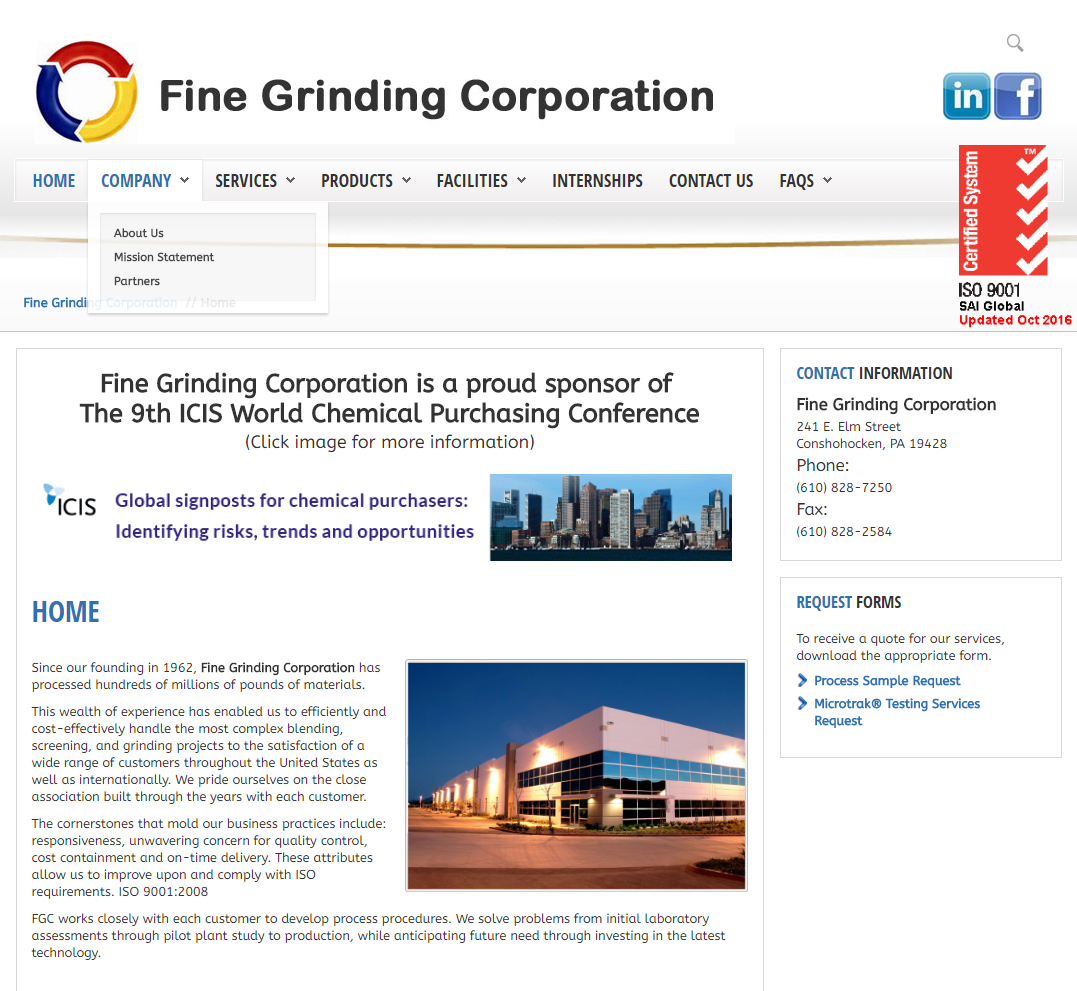 Fine Grinding Corporation
in f
HOME COMPANY SERVICES PRODUCTS FACILITIES INTERNSHIPS CONTACT US FAQS
About Us
Mission Statement
Partners
Fine Grinding Corporation // Home
Certified System
TM
ISO 9001
SAI Global
Updated Oct 2016
Fine Grinding Corporation is a proud sponsor of
The 9th ICIS World Chemical Purchasing Conference
(Click image for more information)
ICIS
Global signposts for chemical purchasers:
Identifying risks, trends and opportunities
HOME
Since our founding in 1962, Fine Grinding Corporation has
processed hundreds of millions of pounds of materials.
This wealth of experience has enabled us to efficiently and
cost-effectively handle the most complex blending,
screening, and grinding projects to the satisfaction of a
wide range of customers throughout the United States as
well as internationally. We pride ourselves on the close
association built through the years with each customer.
The cornerstones that mold our business practices include:
responsiveness, unwavering concern for quality control,
cost containment and on-time delivery. These attributes
allow us to improve upon and comply with ISO
requirements. ISO 9001:2008
FGC works closely with each customer to develop process procedures. We solve problems from initial laboratory
assessments through pilot plant study to production, while anticipating future need through investing in the latest
technology.
CONTACT INFORMATION
Fine Grinding Corporation
241 E. Elm Street
Conshohocken, PA 19428
Phone:
(610) 828-7250
Fax:
(610) 828-2584
REQUEST FORMS
To receive a quote for our services,
download the appropriate form.
Process Sample Request
Microtrak® Testing Services
Request